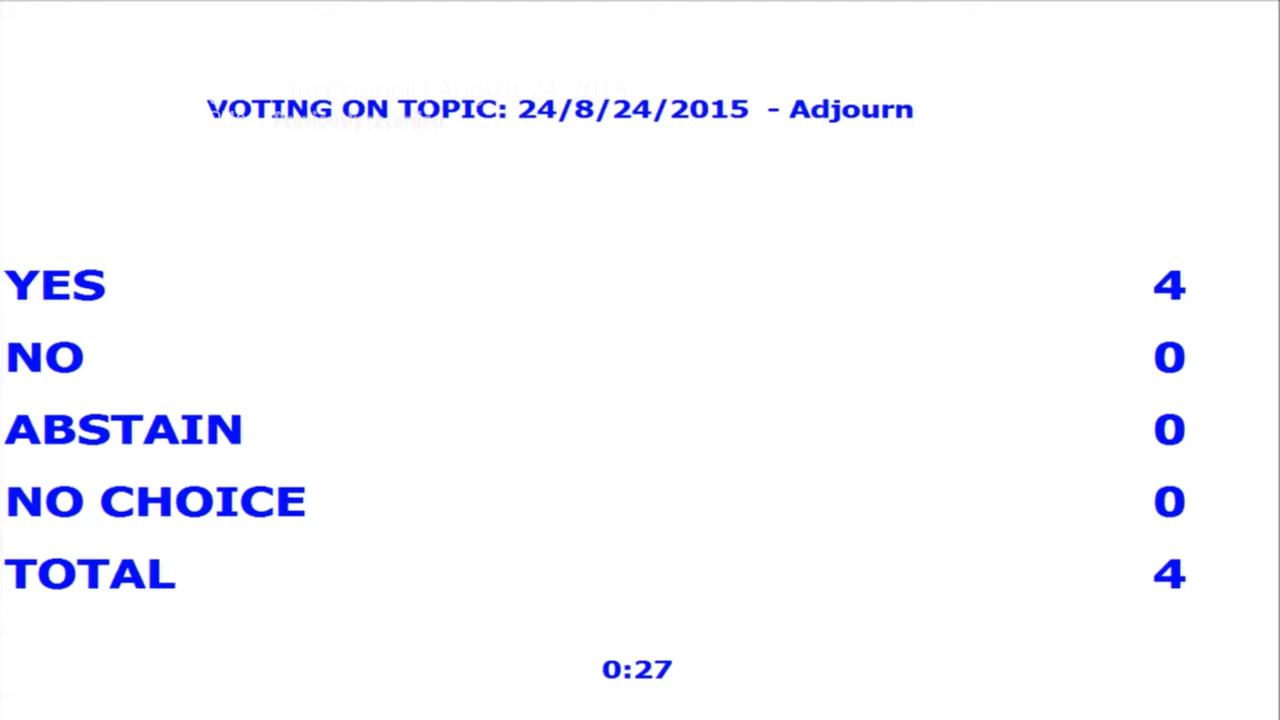 VOTING ON TOPIC: 24/8/24/2015 - Adjourn
YES 4
NO 0
ABSTAIN 0
NO CHOICE 0
TOTAL 4
0:27